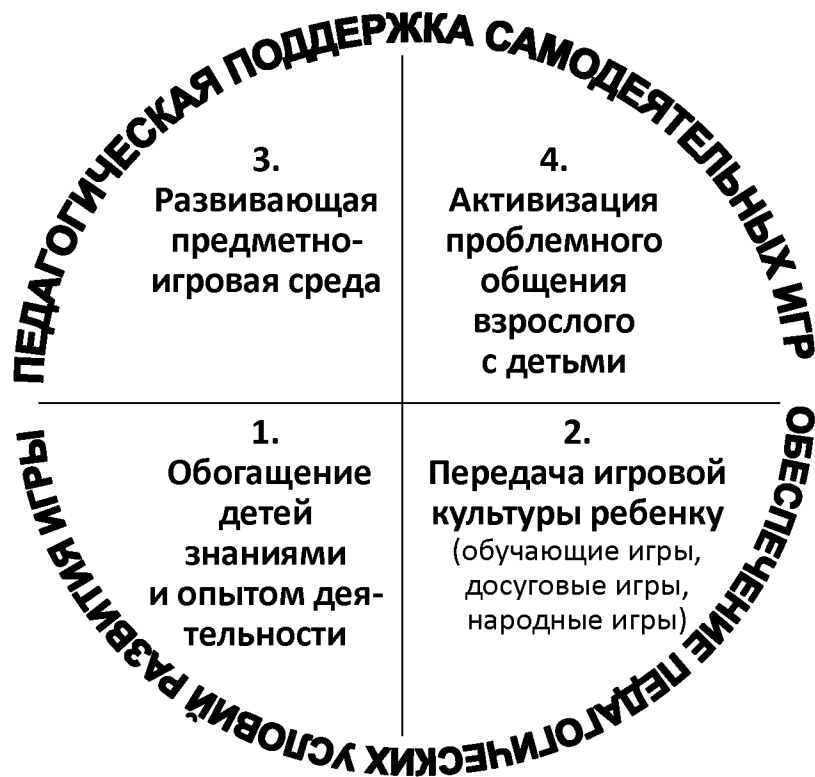 ПЕДАГОГИЧЕСКАЯ ПОДДЕРЖКА САМОДЕЯТЕЛЬНЫХ ИГР
3.
Развивающая
предметно-
игровая среда
4.
Активизация
проблемного
общения
взрослого
с детьми
1.
Обогащение
детей
знаниями
и опытом дея-
тельности
2.
Передача игровой
культуры ребенку
(обучающие игры,
досуговые игры,
народные игры)
ОБЕСПЕЧЕНИЕ ПЕДАГОГИЧЕСКИХ УСЛОВИЙ РАЗВИТИЯ ИГРЫ